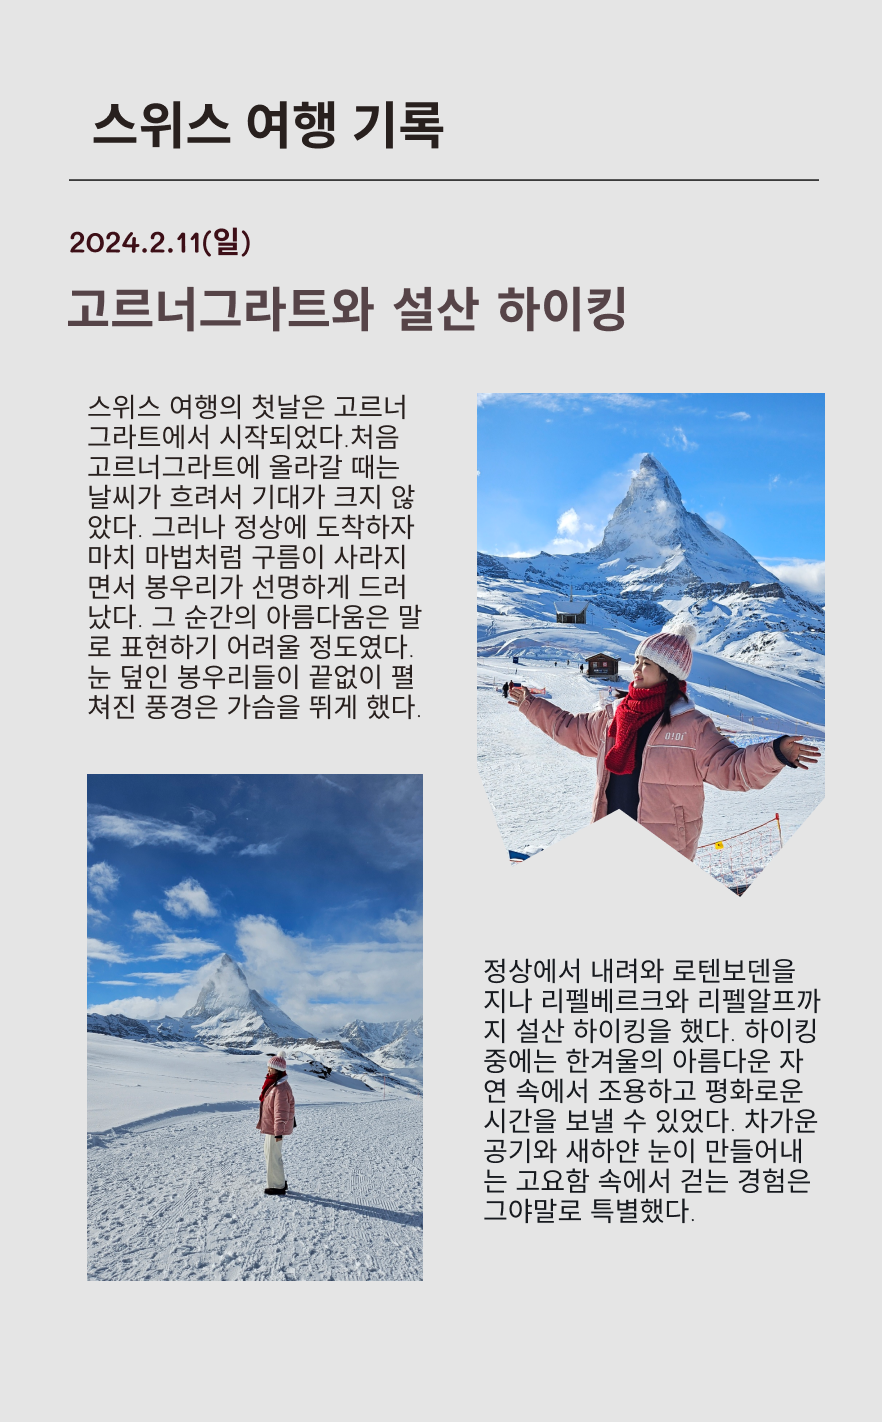 스위스 여행 기록
2024.2.11(일)
고르너그라트와 설산 하이킹
스위스 여행의 첫날은 고르너
그라트에서 시작되었다.처음
고르너그라트에 올라갈 때는
날씨가 흐려서 기대가 크지 않
았다. 그러나 정상에 도착하자
마치 마법처럼 구름이 사라지
면서 봉우리가 선명하게 드러
났다. 그 순간의 아름다움은 말
로 표현하기 어려울 정도였다.
눈 덮인 봉우리들이 끝없이 펼
쳐진 풍경은 가슴을 뛰게 했다.
정상에서 내려와 로텐보덴을
지나 리펠베르크와 리펠알프까
지 설산 하이킹을 했다. 하이킹
중에는 한겨울의 아름다운 자
연 속에서 조용하고 평화로운
시간을 보낼 수 있었다. 차가운
공기와 새하얀 눈이 만들어내
는 고요함 속에서 걷는 경험은
그야말로 특별했다.